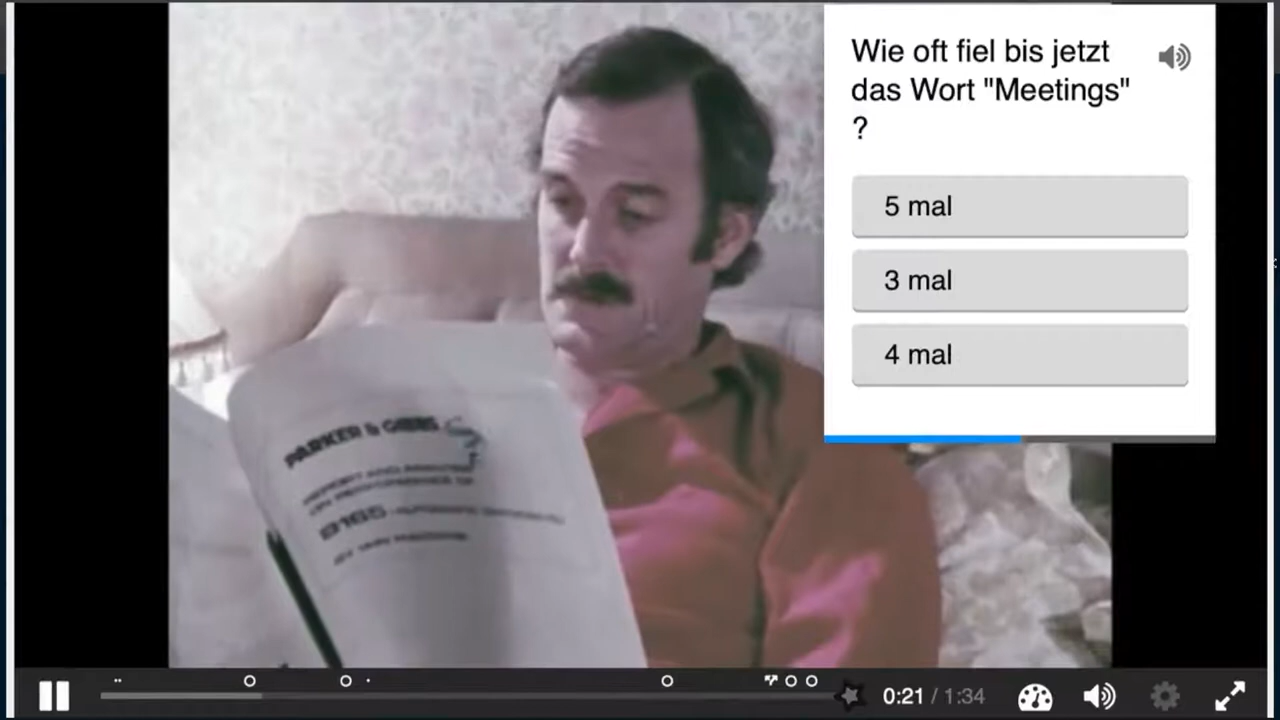 Wie oft fiel bis jetzt
das Wort "Meetings"
?
5 mal
3 mal
4 mal
PARKER & GIBBS
0:21 / 1:34